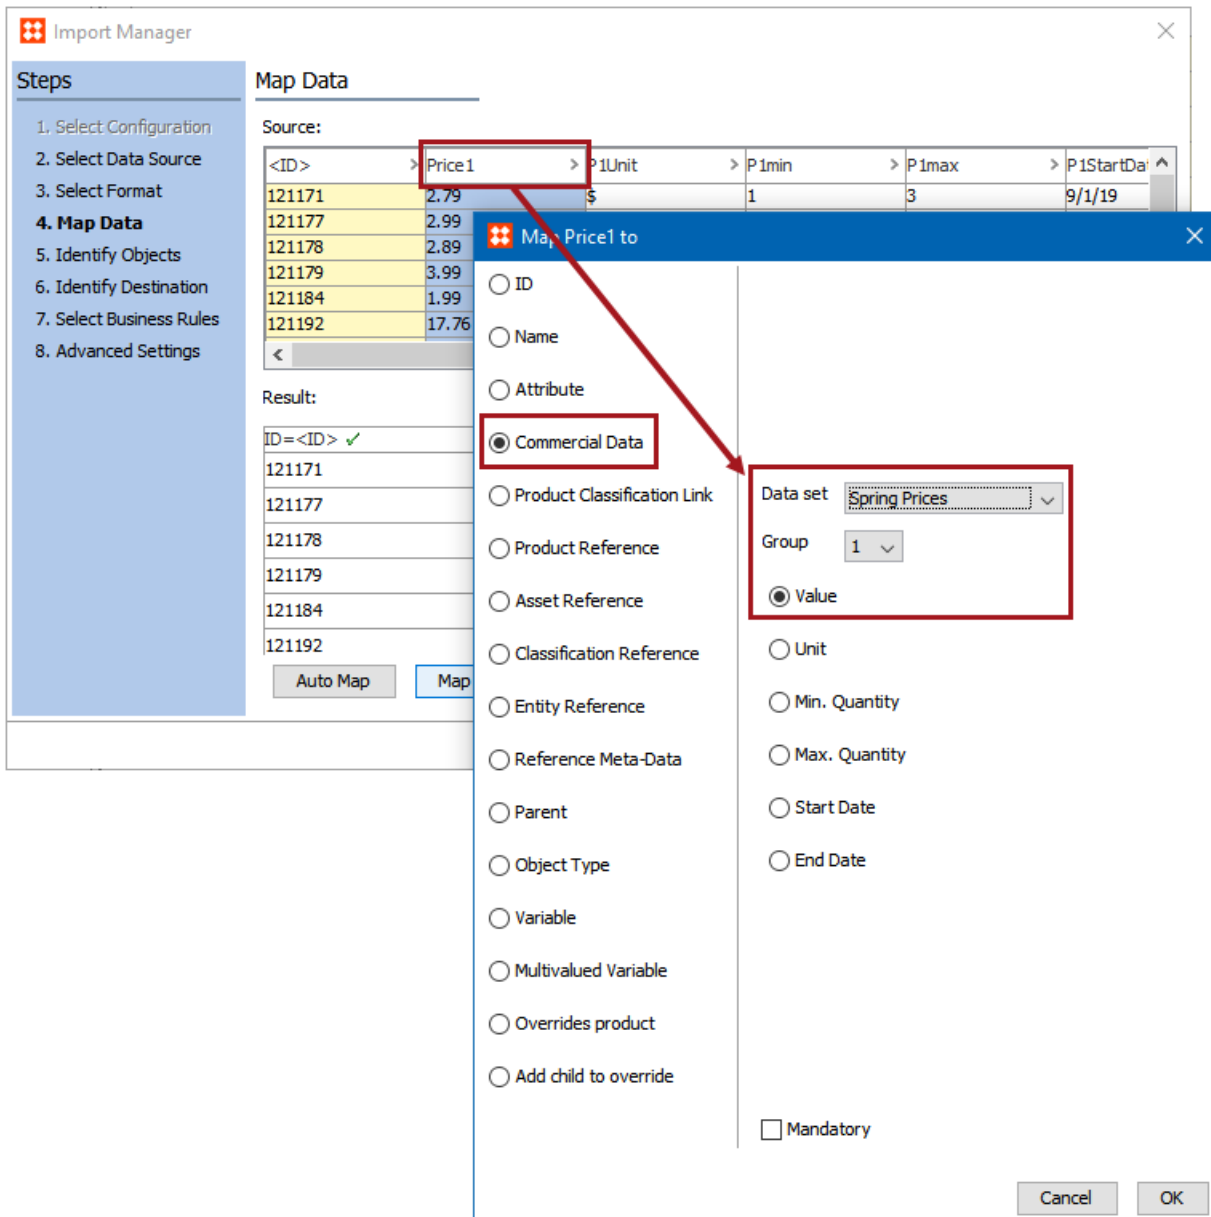 Import Manager
Steps
1. Select Configuration
2. Select Data Source
3. Select Format
4. Map Data
5. Identify Objects
6. Identify Destination
7. Select Business Rules
8. Advanced Settings
Map Data
Source:
<ID> > Price1 > P1Unit > P1min > P1max > P1StartDa
121171 2.79 $ 1 3 9/1/19
121177 2.99
121178 2.89
121179 3.99
121184 1.99
121192 17.76
Result:
ID=<ID>
121171
121177
121178
121179
121184
121192
Auto Map
Map
Map Price1 to
ID
Name
Attribute
Commercial Data
Product Classification Link
Product Reference
Asset Reference
Classification Reference
Entity Reference
Reference Meta-Data
Parent
Object Type
Variable
Multivalued Variable
Overrides product
Add child to override
Data set Spring Prices
Group 1
Value
Unit
Min. Quantity
Max. Quantity
Start Date
End Date
Mandatory
Cancel
OK